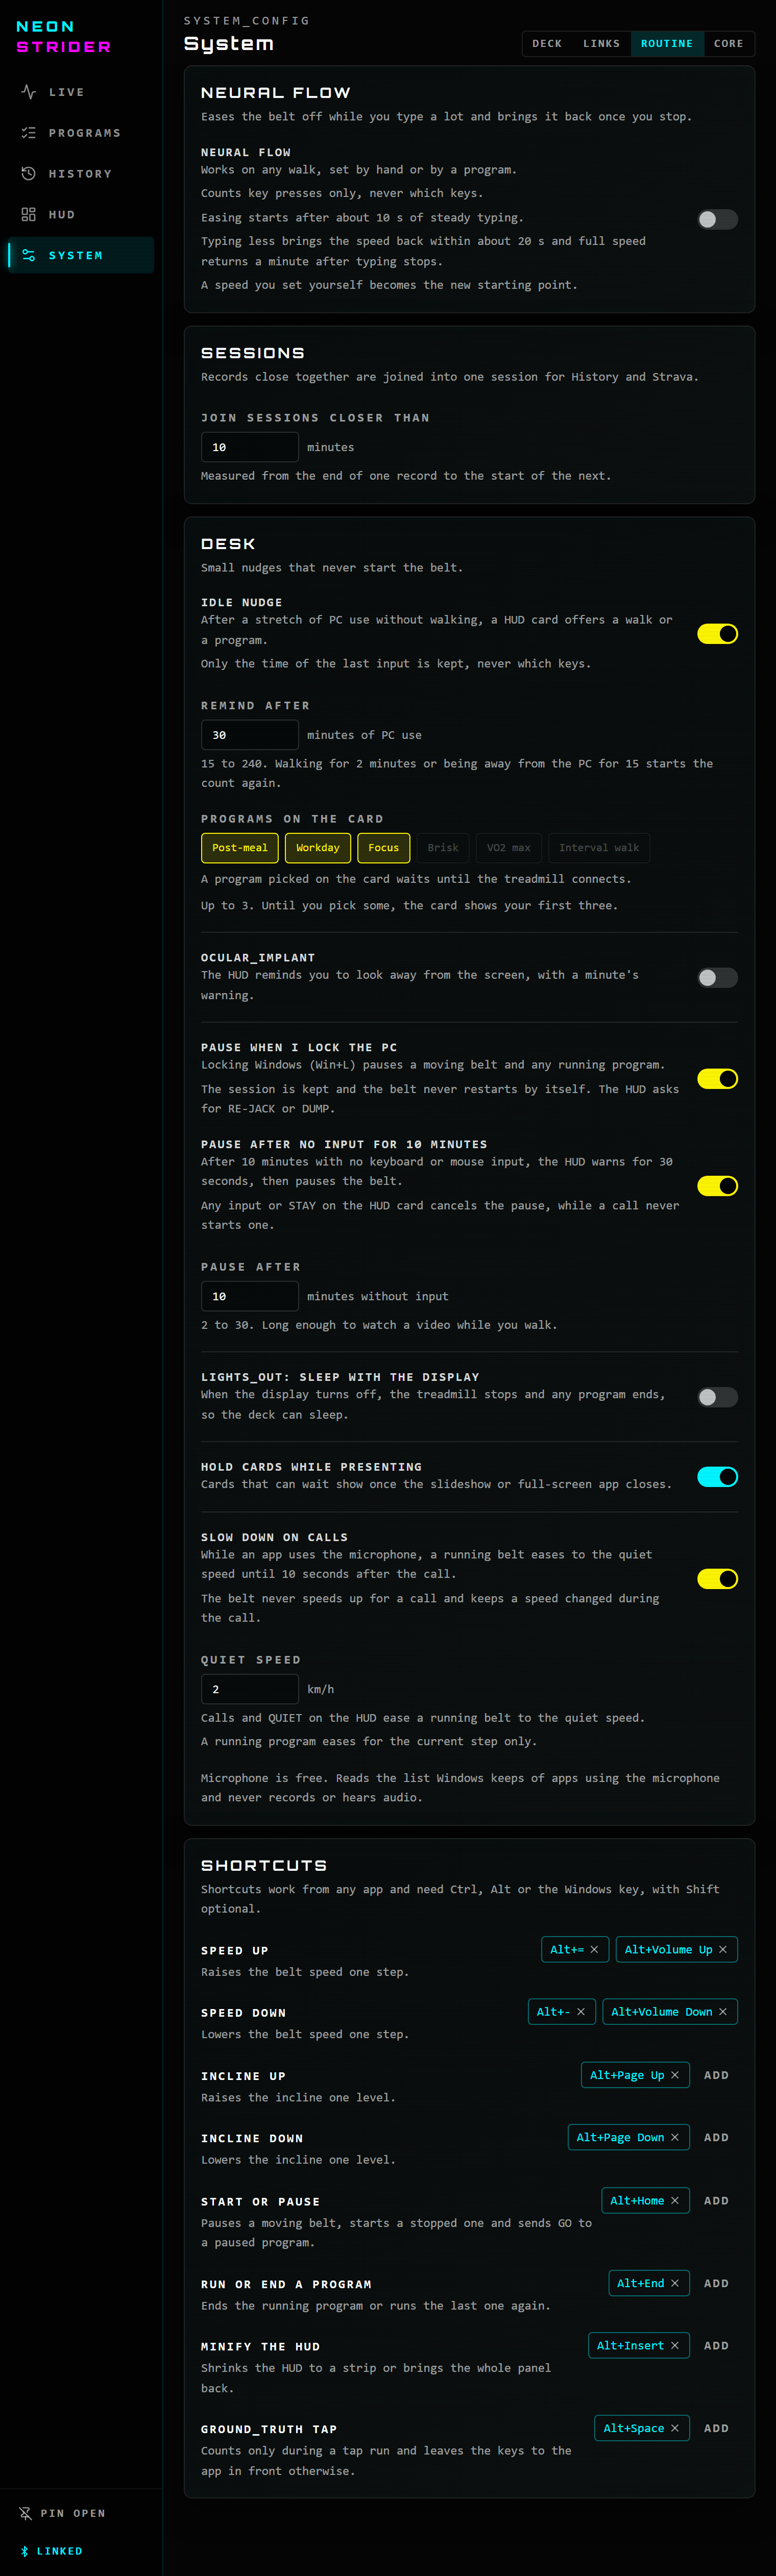 NEON
STRIDER
LIVE
PROGRAMS
HISTORY
HUD
SYSTEM
PIN OPEN
LINKED
SYSTEM_CONFIG
System
DECK LINKS ROUTINE CORE
NEURAL FLOW
Eases the belt off while you type a lot and brings it back once you stop.
NEURAL FLOW
Works on any walk, set by hand or by a program.
Counts key presses only, never which keys.
Easing starts after about 10 s of steady typing.
Typing less brings the speed back within about 20 s and full speed
returns a minute after typing stops.
A speed you set yourself becomes the new starting point.
SESSIONS
Records close together are joined into one session for History and Strava.
JOIN SESSIONS CLOSER THAN
10 minutes
Measured from the end of one record to the start of the next.
DESK
Small nudges that never start the belt.
IDLE NUDGE
After a stretch of PC use without walking, a HUD card offers a walk or
a program.
Only the time of the last input is kept, never which keys.
REMIND AFTER
30 minutes of PC use
15 to 240. Walking for 2 minutes or being away from the PC for 15 starts the
count again.
PROGRAMS ON THE CARD
Post-meal Workday Focus Brisk VO2 max Interval walk
A program picked on the card waits until the treadmill connects.
Up to 3. Until you pick some, the card shows your first three.
OCULAR_IMPLANT
The HUD reminds you to look away from the screen, with a minute's
warning.
PAUSE WHEN I LOCK THE PC
Locking Windows (Win+L) pauses a moving belt and any running program.
The session is kept and the belt never restarts by itself. The HUD asks
for RE-JACK or DUMP.
PAUSE AFTER NO INPUT FOR 10 MINUTES
After 10 minutes with no keyboard or mouse input, the HUD warns for 30
seconds, then pauses the belt.
Any input or STAY on the HUD card cancels the pause, while a call never
starts one.
PAUSE AFTER
10 minutes without input
2 to 30. Long enough to watch a video while you walk.
LIGHTS_OUT: SLEEP WITH THE DISPLAY
When the display turns off, the treadmill stops and any program ends,
so the deck can sleep.
HOLD CARDS WHILE PRESENTING
Cards that can wait show once the slideshow or full-screen app closes.
SLOW DOWN ON CALLS
While an app uses the microphone, a running belt eases to the quiet
speed until 10 seconds after the call.
The belt never speeds up for a call and keeps a speed changed during
the call.
QUIET SPEED
2 km/h
Calls and QUIET on the HUD ease a running belt to the quiet speed.
A running program eases for the current step only.
Microphone is free. Reads the list Windows keeps of apps using the microphone
and never records or hears audio.
SHORTCUTS
Shortcuts work from any app and need Ctrl, Alt or the Windows key, with Shift
optional.
SPEED UP Alt+= Alt+Volume Up
Raises the belt speed one step.
SPEED DOWN Alt+- Alt+Volume Down
Lowers the belt speed one step.
INCLINE UP Alt+Page Up ADD
Raises the incline one level.
INCLINE DOWN Alt+Page Down ADD
Lowers the incline one level.
START OR PAUSE Alt+Home ADD
Pauses a moving belt, starts a stopped one and sends GO to
a paused program.
RUN OR END A PROGRAM Alt+End ADD
Ends the running program or runs the last one again.
MINIFY THE HUD Alt+Insert ADD
Shrinks the HUD to a strip or brings the whole panel
back.
GROUND_TRUTH TAP Alt+Space ADD
Counts only during a tap run and leaves the keys to the
app in front otherwise.